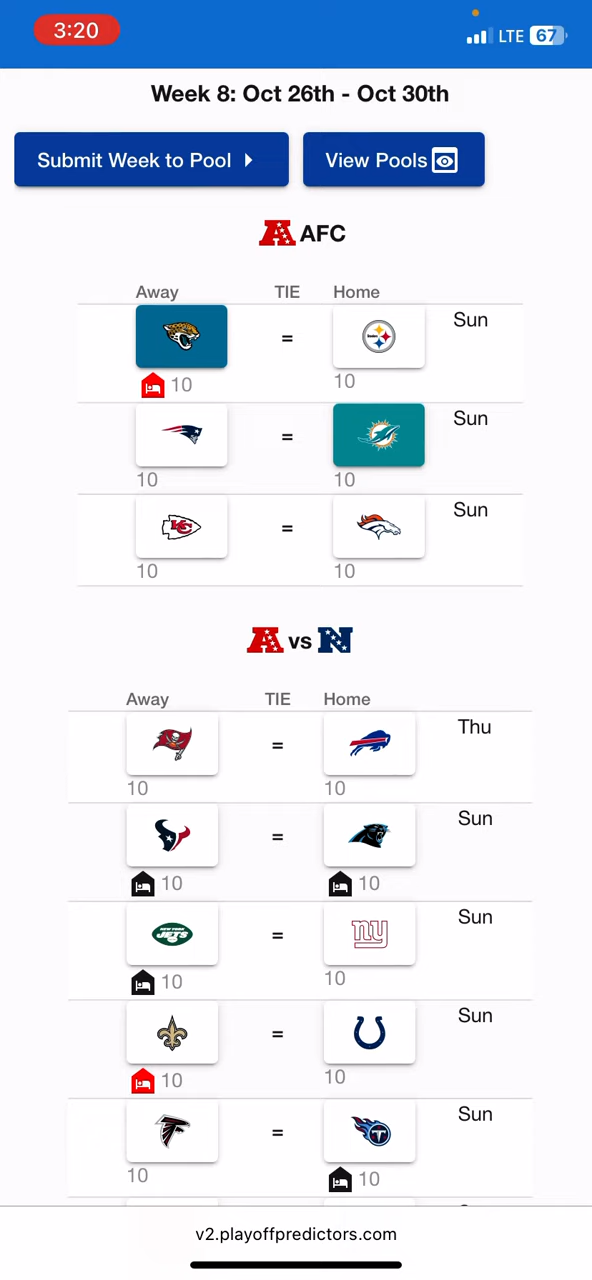 3:20
LTE 67
Week 8: Oct 26th - Oct 30th
Submit Week to Pool
View Pools
A AFC
Away TIE Home
= Sun
10 10
= Sun
10 10
= Sun
10 10
A vs N
Away TIE Home
= Thu
10 10
= Sun
10 10
JETS = ny Sun
10 10
= Sun
10 10
= T Sun
10 10
v2.playoffpredictors.com